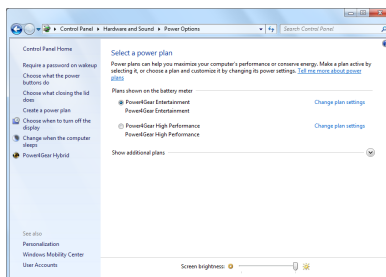 Control Panel ▸ Hardware and Sound ▸ Power Options
Search Control Panel
Control Panel Home
Require a password on wakeup
Choose what the power
buttons do
Choose what closing the lid
does
Create a power plan
Choose when to turn off the
display
Change when the computer
sleeps
Power4Gear Hybrid
See also
Personalization
Windows Mobility Center
User Accounts
Select a power plan
Power plans can help you maximize your computer's performance or conserve energy. Make a plan active by
selecting it, or choose a plan and customize it by changing its power settings. Tell me more about power
plans
Plans shown on the battery meter
Power4Gear Entertainment
Change plan settings
Power4Gear Entertainment
Power4Gear High Performance
Change plan settings
Power4Gear High Performance
Show additional plans
Screen brightness: